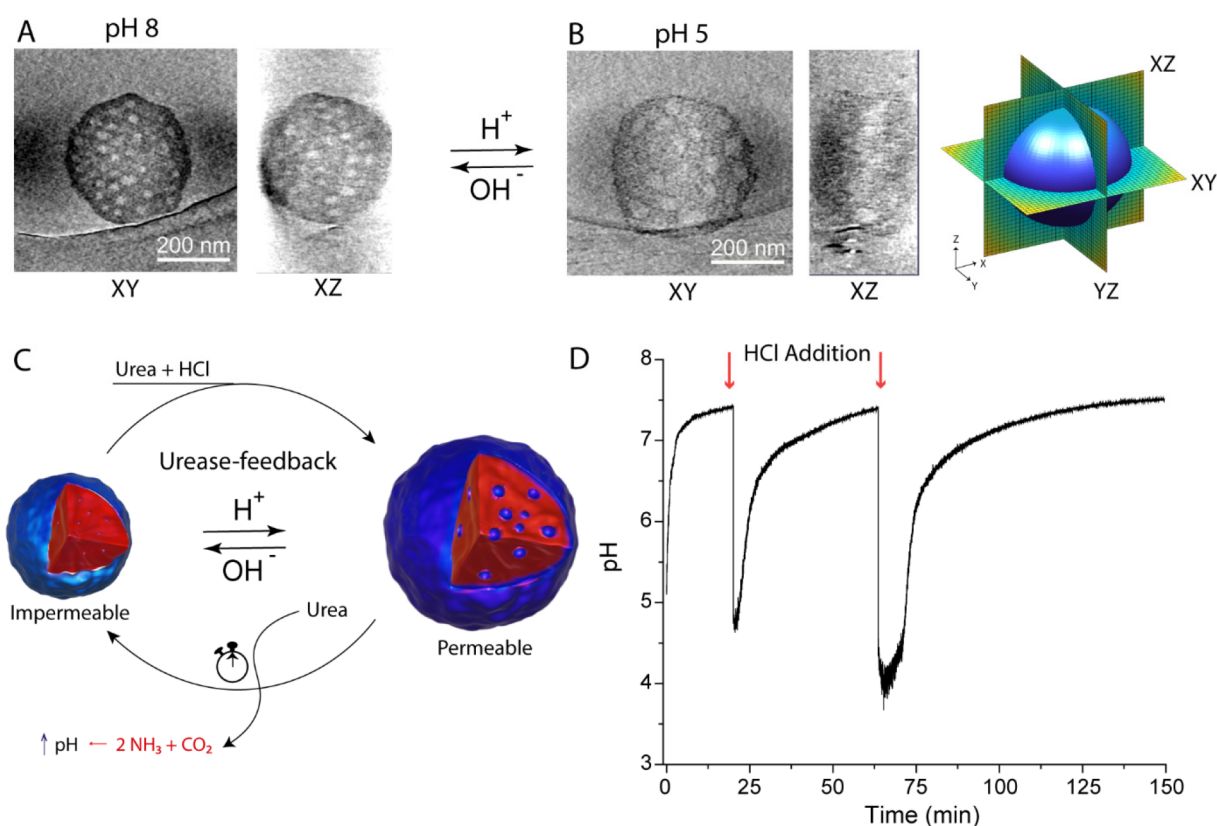 A
pH 8
200 nm
XY
XZ
H⁺
OH⁻
B
pH 5
200 nm
XY
XZ
XZ
XY
YZ
Z
X
Y
C
Urea + HCl
Urease-feedback
H⁺
OH⁻
Impermeable
Permeable
Urea
↑ pH ← 2 NH₃ + CO₂
D
HCl Addition
8
7
6
5
4
3
pH
0 25 50 75 100 125 150
Time (min)